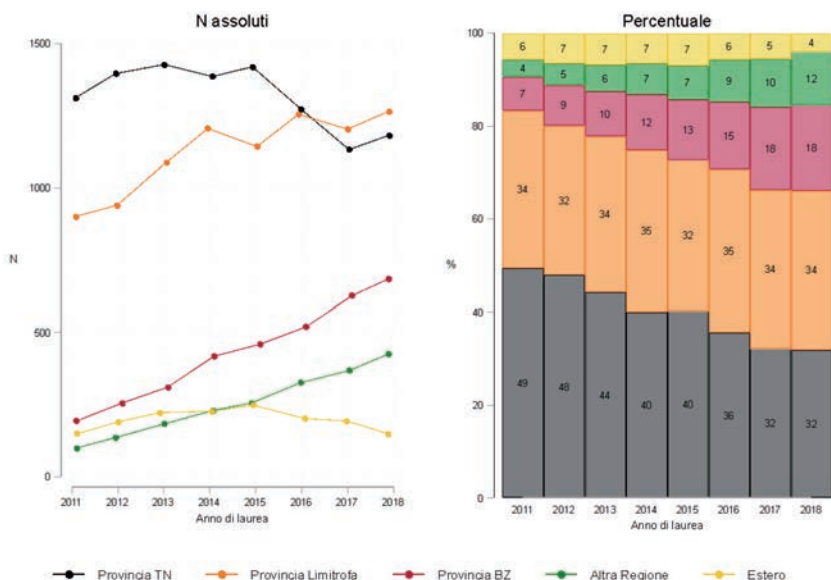 N assoluti
1500
1000
N
500
0
2011 2012 2013 2014 2015 2016 2017 2018
Anno di laurea
Percentuale
100
80
60
%
40
20
0
6 7 7 7 7 6 5 4
4 5 6 7 7 9 10 12
7 9 10 12 13 15 18 18
34 32 34 35 32 35 34 34
49 48 44 40 40 36 32 32
2011 2012 2013 2014 2015 2016 2017 2018
Anno di laurea
Provincia TN Provincia Limitrofa Provincia BZ Altra Regione Estero